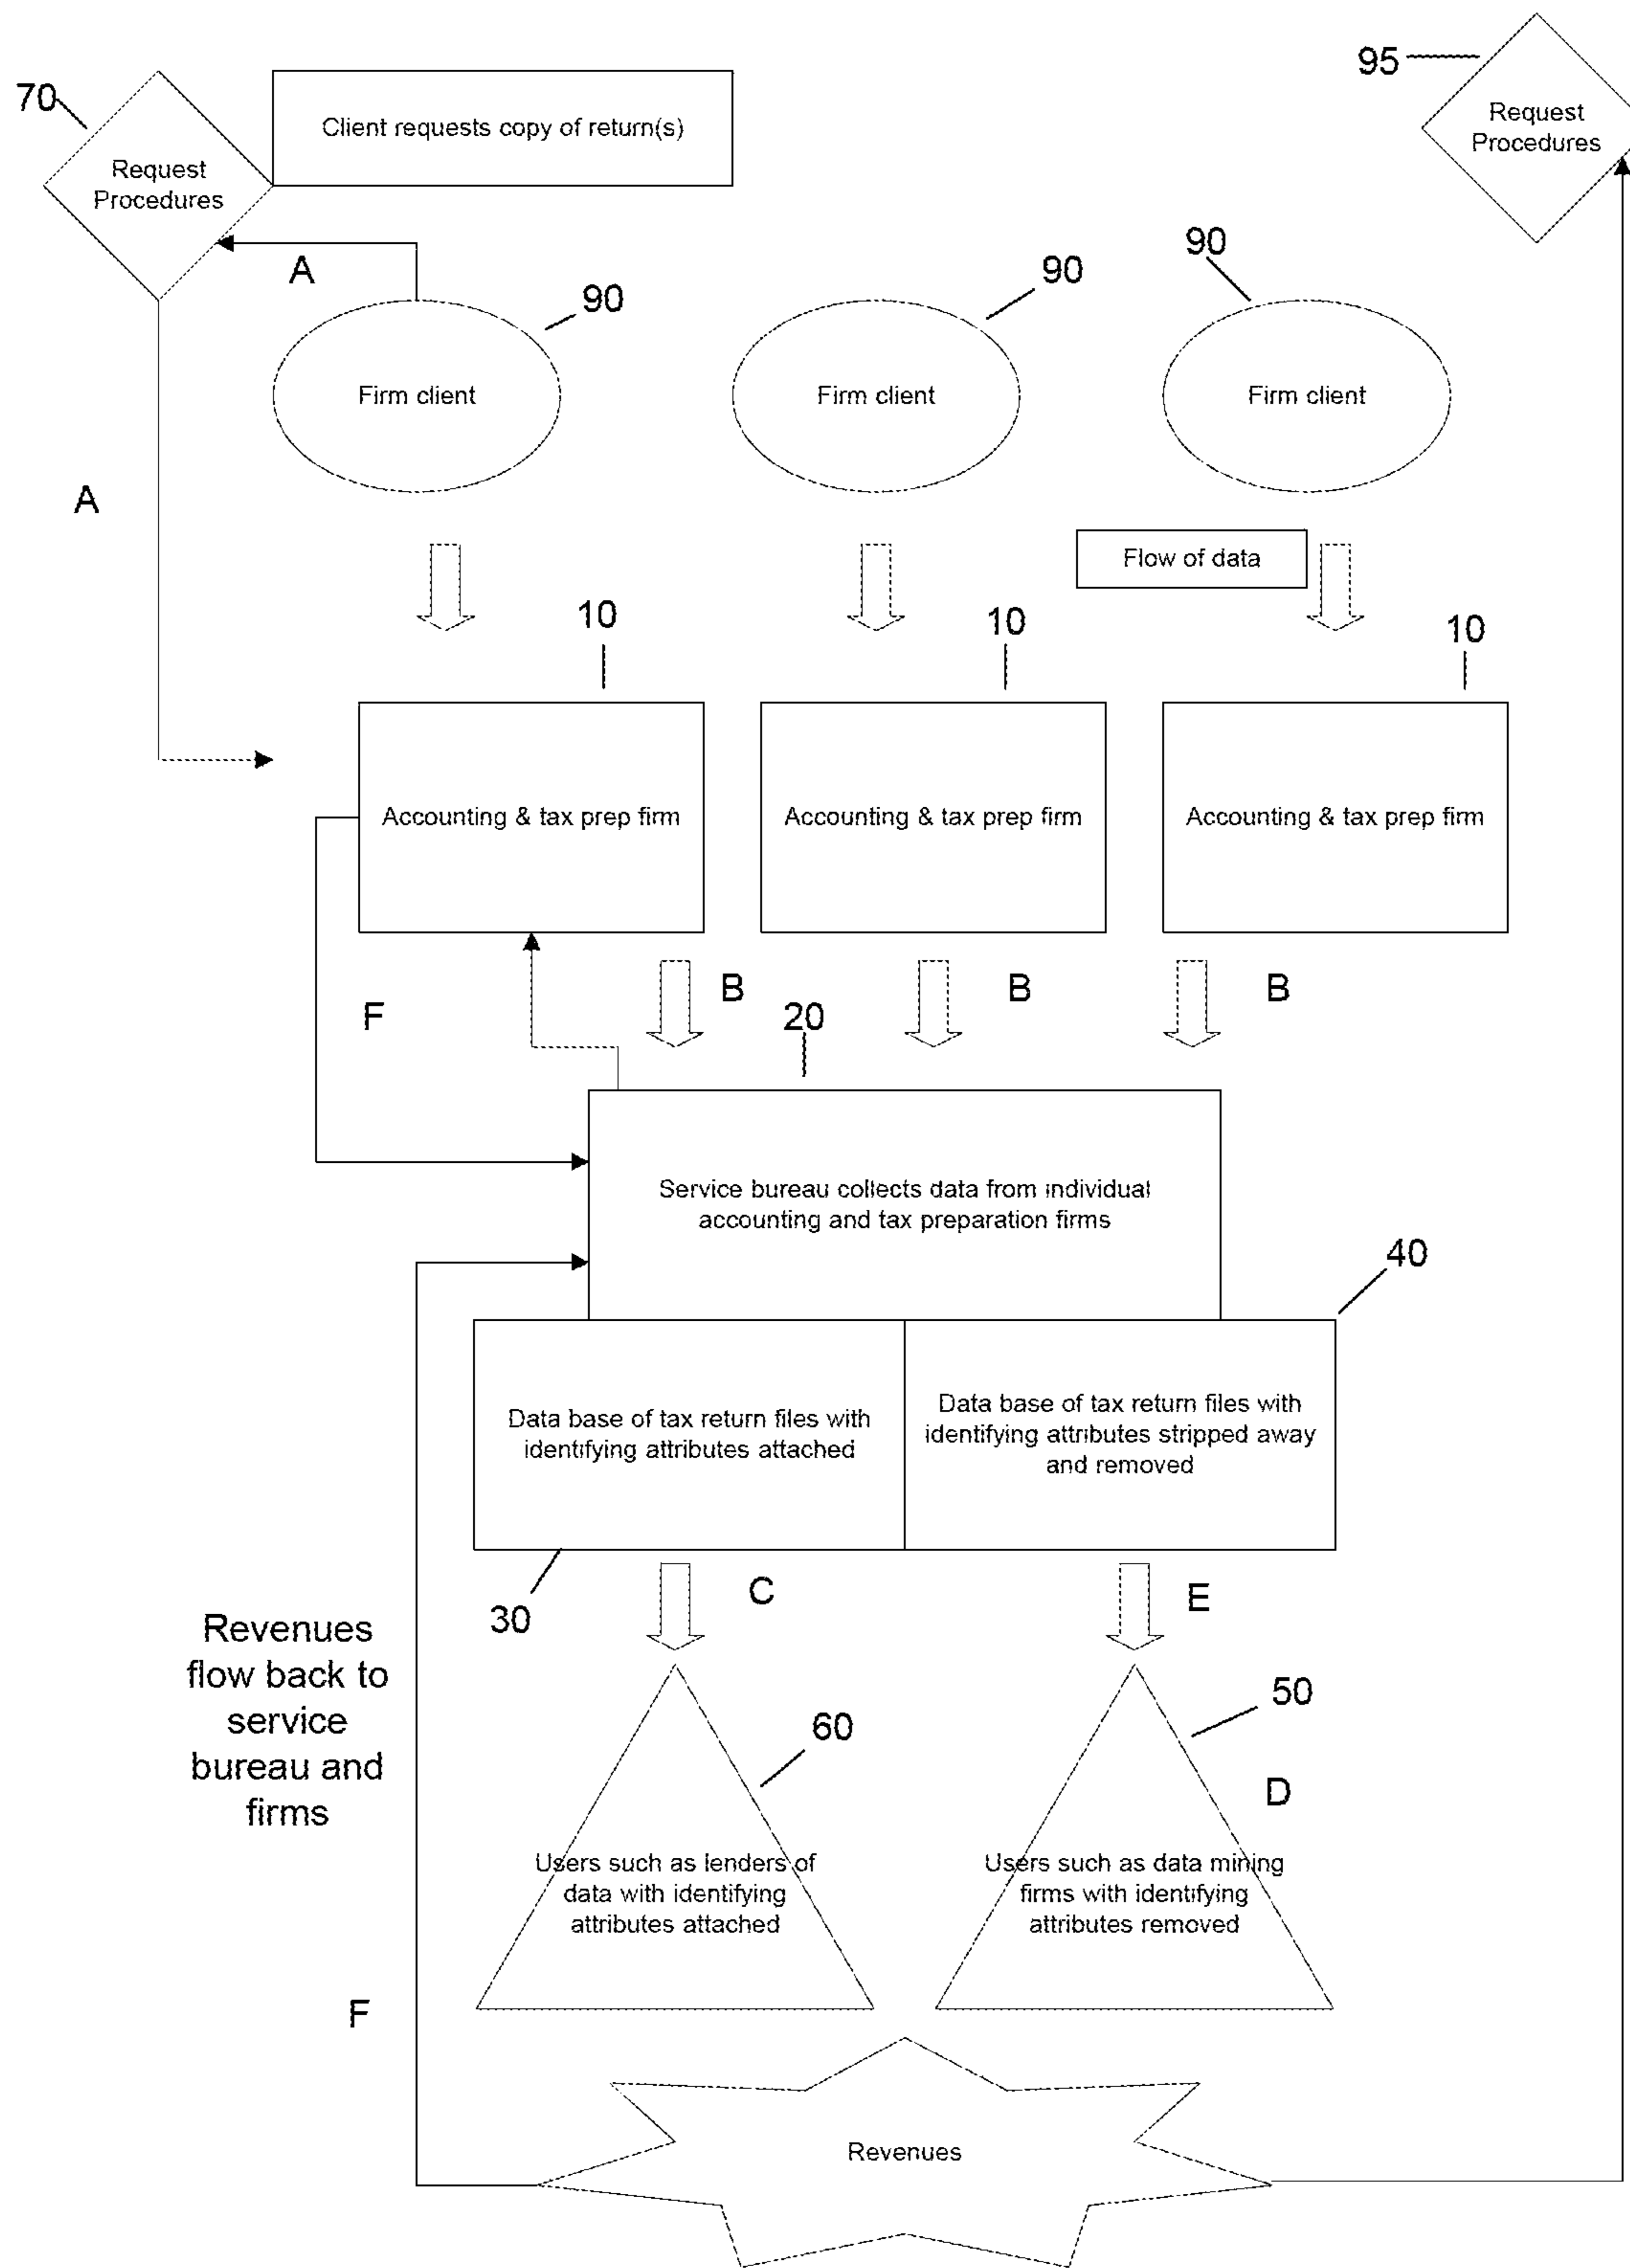 95
Request
Procedures
70
Client requests copy of return(s)
Request
Procedures
A
90
90
90
Firm client
Firm client
Firm client
A
Flow of data
10
10
10
Accounting & tax prep firm
Accounting & tax prep firm
Accounting & tax prep firm
F
B
B
B
20
Service bureau collects data from individual
accounting and tax preparation firms
40
Data base of tax return files with
identifying attributes attached
Data base of tax return files with
identifying attributes stripped away
and removed
30
C
E
Revenues
flow back to
service
bureau and
firms
60
50
D
Users such as lenders of
data with identifying
attributes attached
Users such as data mining
firms with identifying
attributes removed
F
Revenues